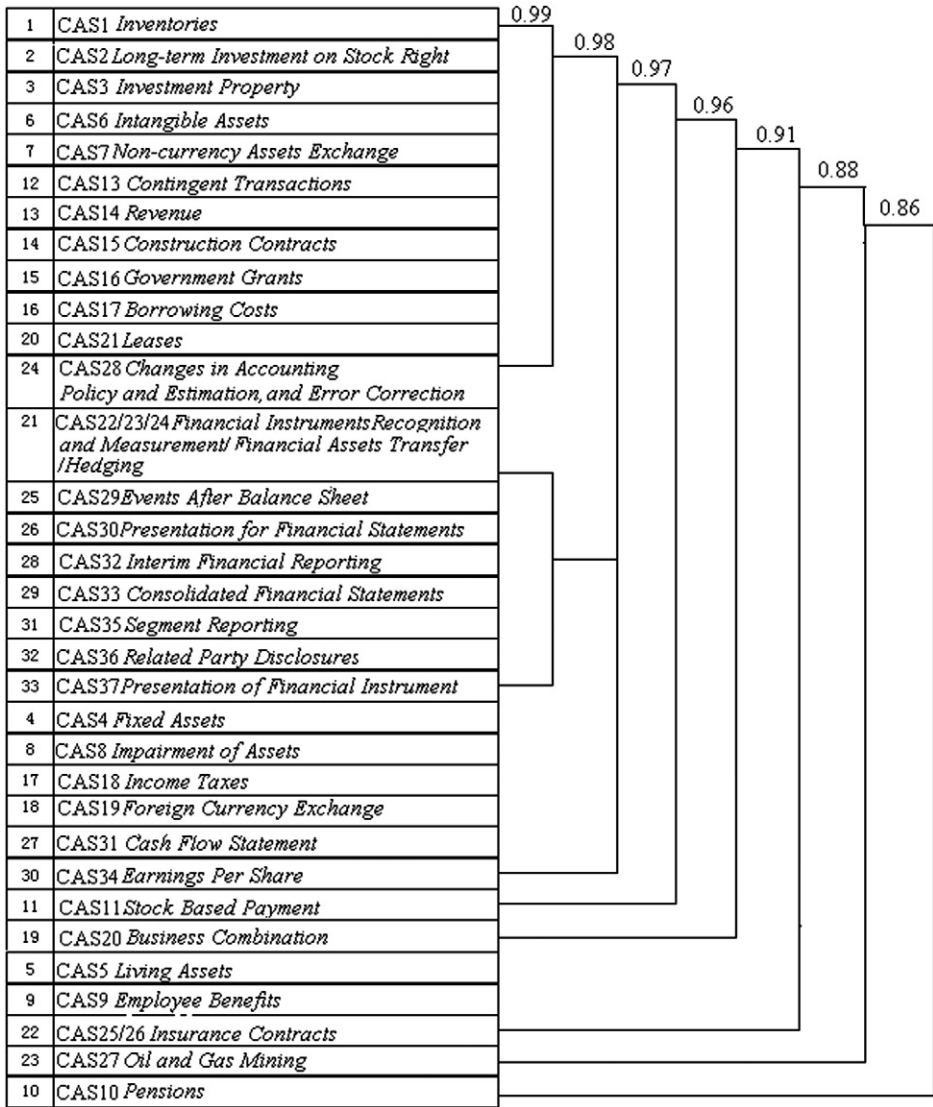 0.99
0.98
0.97
0.96
0.91
0.88
0.86
1 CAS1 Inventories
2 CAS2 Long-term Investment on Stock Right
3 CAS3 Investment Property
6 CAS6 Intangible Assets
7 CAS7 Non-currency Assets Exchange
12 CAS13 Contingent Transactions
13 CAS14 Revenue
14 CAS15 Construction Contracts
15 CAS16 Government Grants
16 CAS17 Borrowing Costs
20 CAS21 Leases
24 CAS28 Changes in Accounting
Policy and Estimation, and Error Correction
21 CAS22/23/24 Financial Instruments Recognition
and Measurement/ Financial Assets Transfer
/Hedging
25 CAS29 Events After Balance Sheet
26 CAS30 Presentation for Financial Statements
28 CAS32 Interim Financial Reporting
29 CAS33 Consolidated Financial Statements
31 CAS35 Segment Reporting
32 CAS36 Related Party Disclosures
33 CAS37 Presentation of Financial Instrument
4 CAS4 Fixed Assets
8 CAS8 Impairment of Assets
17 CAS18 Income Taxes
18 CAS19 Foreign Currency Exchange
27 CAS31 Cash Flow Statement
30 CAS34 Earnings Per Share
11 CAS11 Stock Based Payment
19 CAS20 Business Combination
5 CAS5 Living Assets
9 CAS9 Employee Benefits
22 CAS25/26 Insurance Contracts
23 CAS27 Oil and Gas Mining
10 CAS10 Pensions